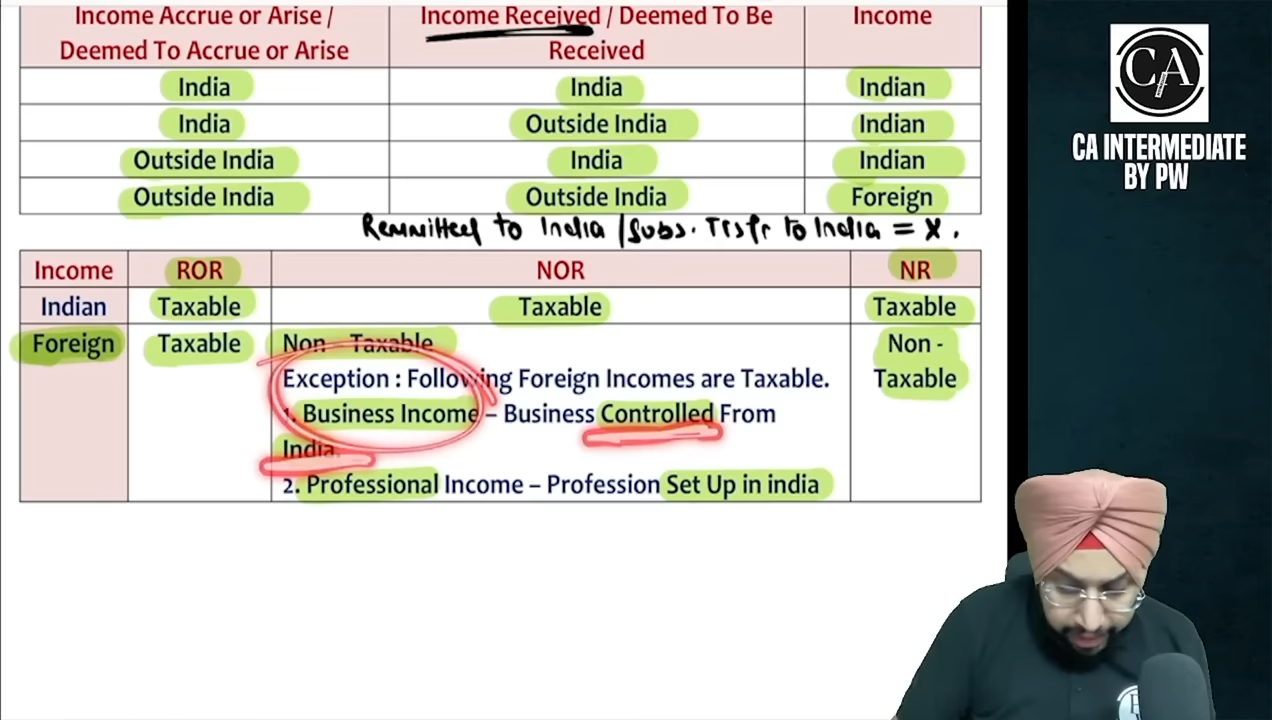 Income Accrue or Arise /
Deemed To Accrue or Arise
Income Received / Deemed To Be
Received
Income
India
India
Indian
India
Outside India
Indian
Outside India
India
Indian
Outside India
Outside India
Foreign
Remmitted to India / Subs. Trsfr to India = X.
Income
ROR
NOR
NR
Indian
Taxable
Taxable
Taxable
Foreign
Taxable
Non - Taxable
Exception : Following Foreign Incomes are Taxable.
1. Business Income – Business Controlled From
India.
2. Professional Income – Profession Set Up in india
Non -
Taxable
CA
CA INTERMEDIATE
BY PW